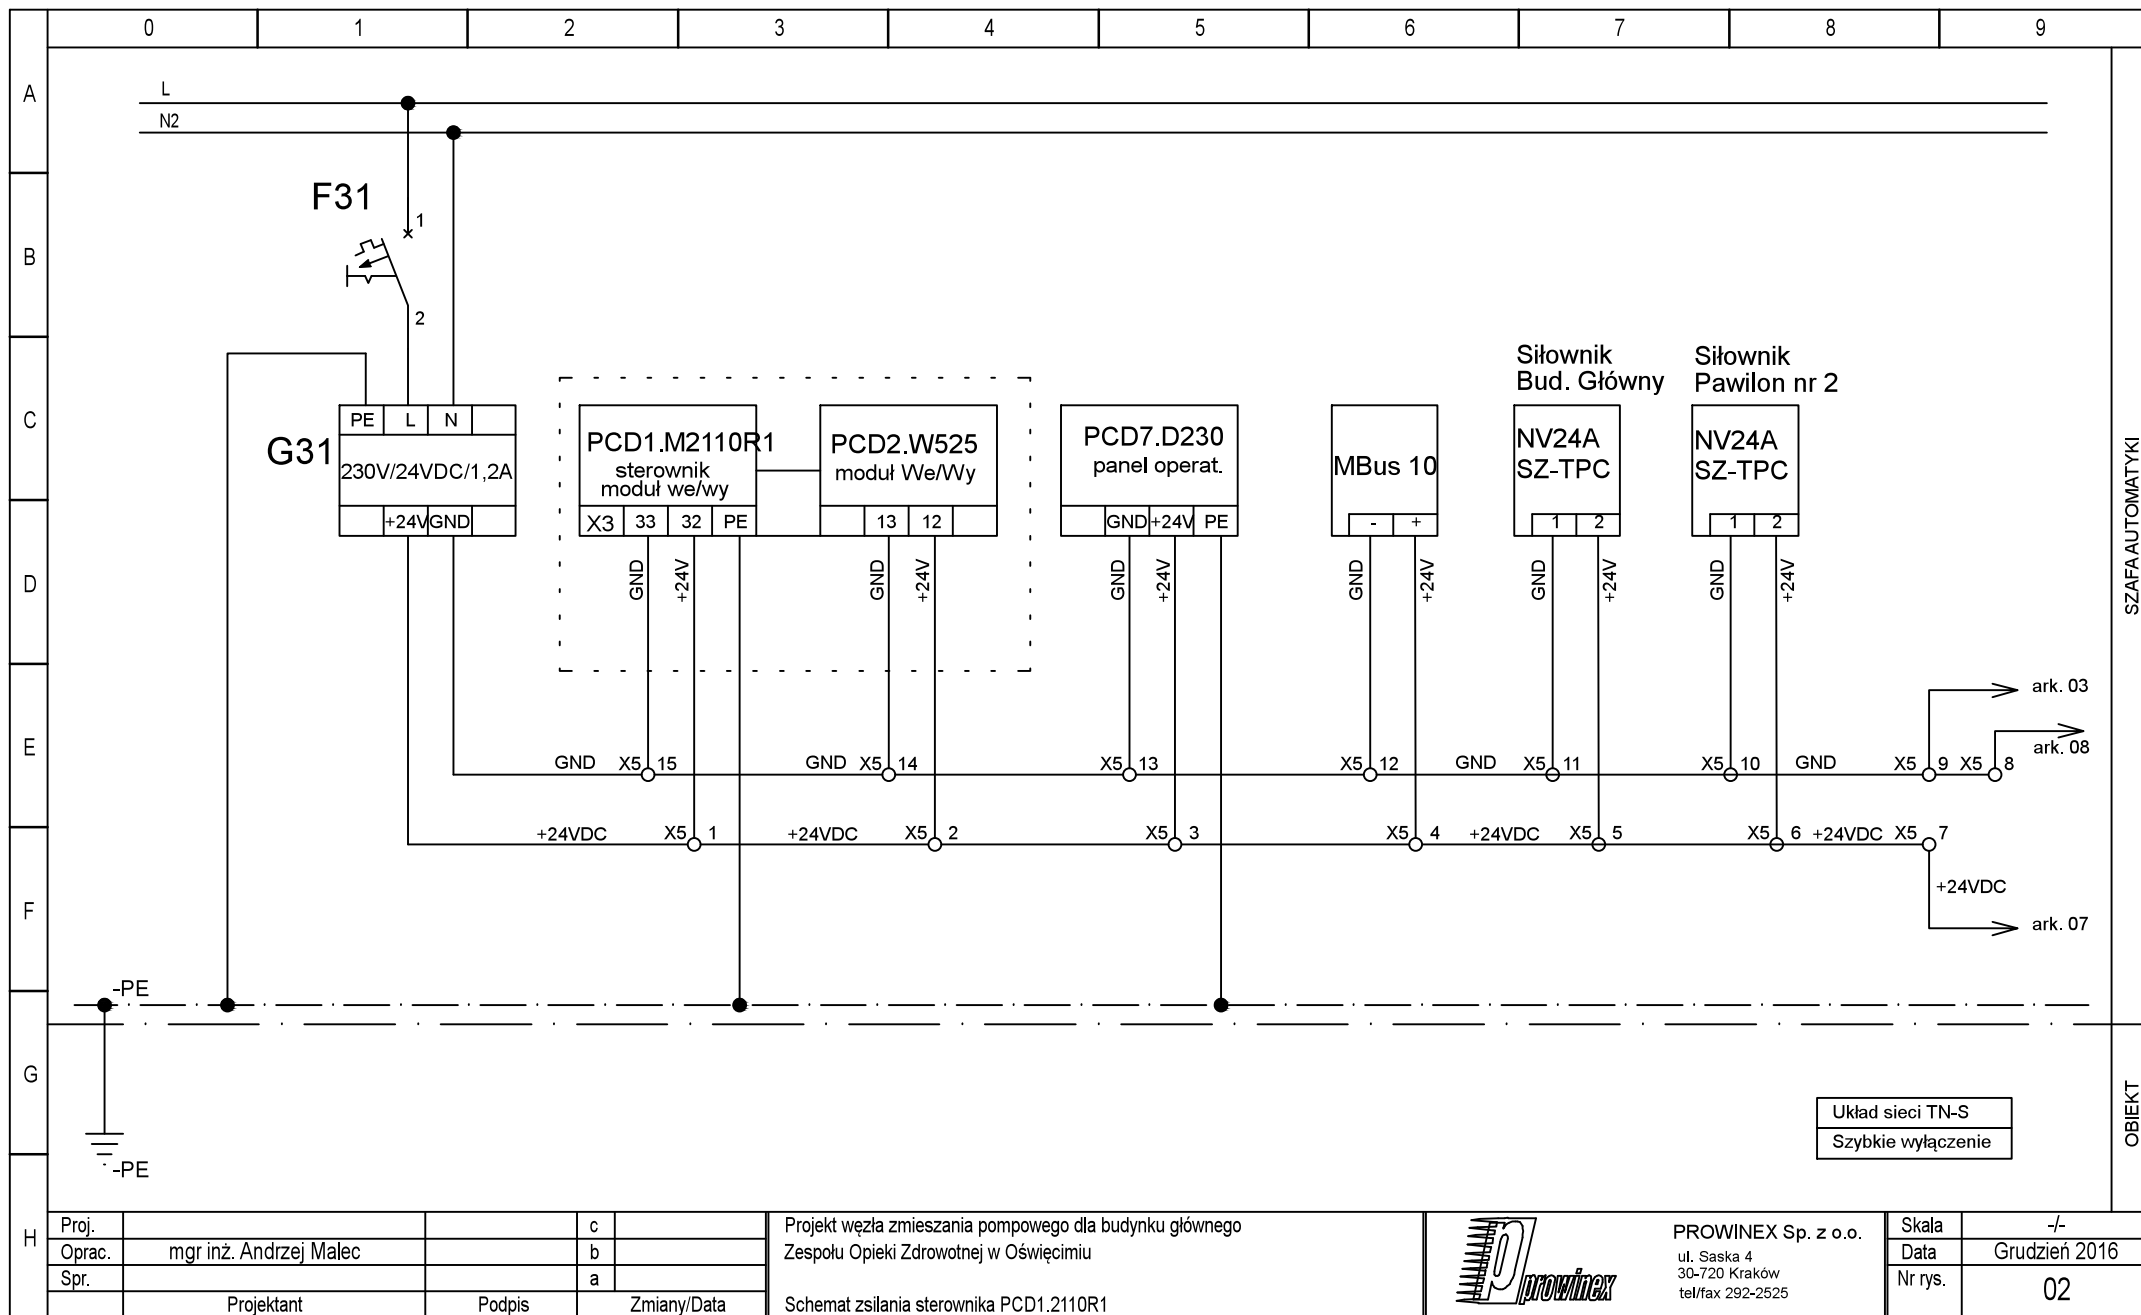 0 1 2 3 4 5 6 7 8 9
A
L
N2
F31
1
B
2
Siłownik
Bud. Główny
Siłownik
Pawilon nr 2
C
G31
PE L N
230V/24VDC/1,2A
+24V GND
PCD1.M2110R1
sterownik
moduł we/wy
X3 33 32 PE
PCD2.W525
moduł We/Wy
13 12
PCD7.D230
panel operat.
GND +24V PE
MBus 10
- +
NV24A
SZ-TPC
1 2
NV24A
SZ-TPC
1 2
SZAFA AUTOMATYKI
D
GND +24V GND +24V GND +24V GND +24V GND +24V GND +24V
ark. 03
ark. 08
E
GND X5 15 GND X5 14 X5 13 X5 12 GND X5 11 X5 10 GND X5 9 X5 8
+24VDC X5 1 +24VDC X5 2 X5 3 X5 4 +24VDC X5 5 X5 6 +24VDC X5 7
F
+24VDC
ark. 07
-PE
G
OBIEKT
Układ sieci TN-S
Szybkie wyłączenie
-PE
H
Proj. c
Oprac. mgr inż. Andrzej Malec b
Spr. a
Projektant Podpis Zmiany/Data
Projekt węzła zmieszania pompowego dla budynku głównego
Zespołu Opieki Zdrowotnej w Oświęcimiu
Schemat zsilania sterownika PCD1.2110R1
p prowinex
PROWINEX Sp. z o.o.
ul. Saska 4
30-720 Kraków
tel/fax 292-2525
Skala -/-
Data Grudzień 2016
Nr rys. 02